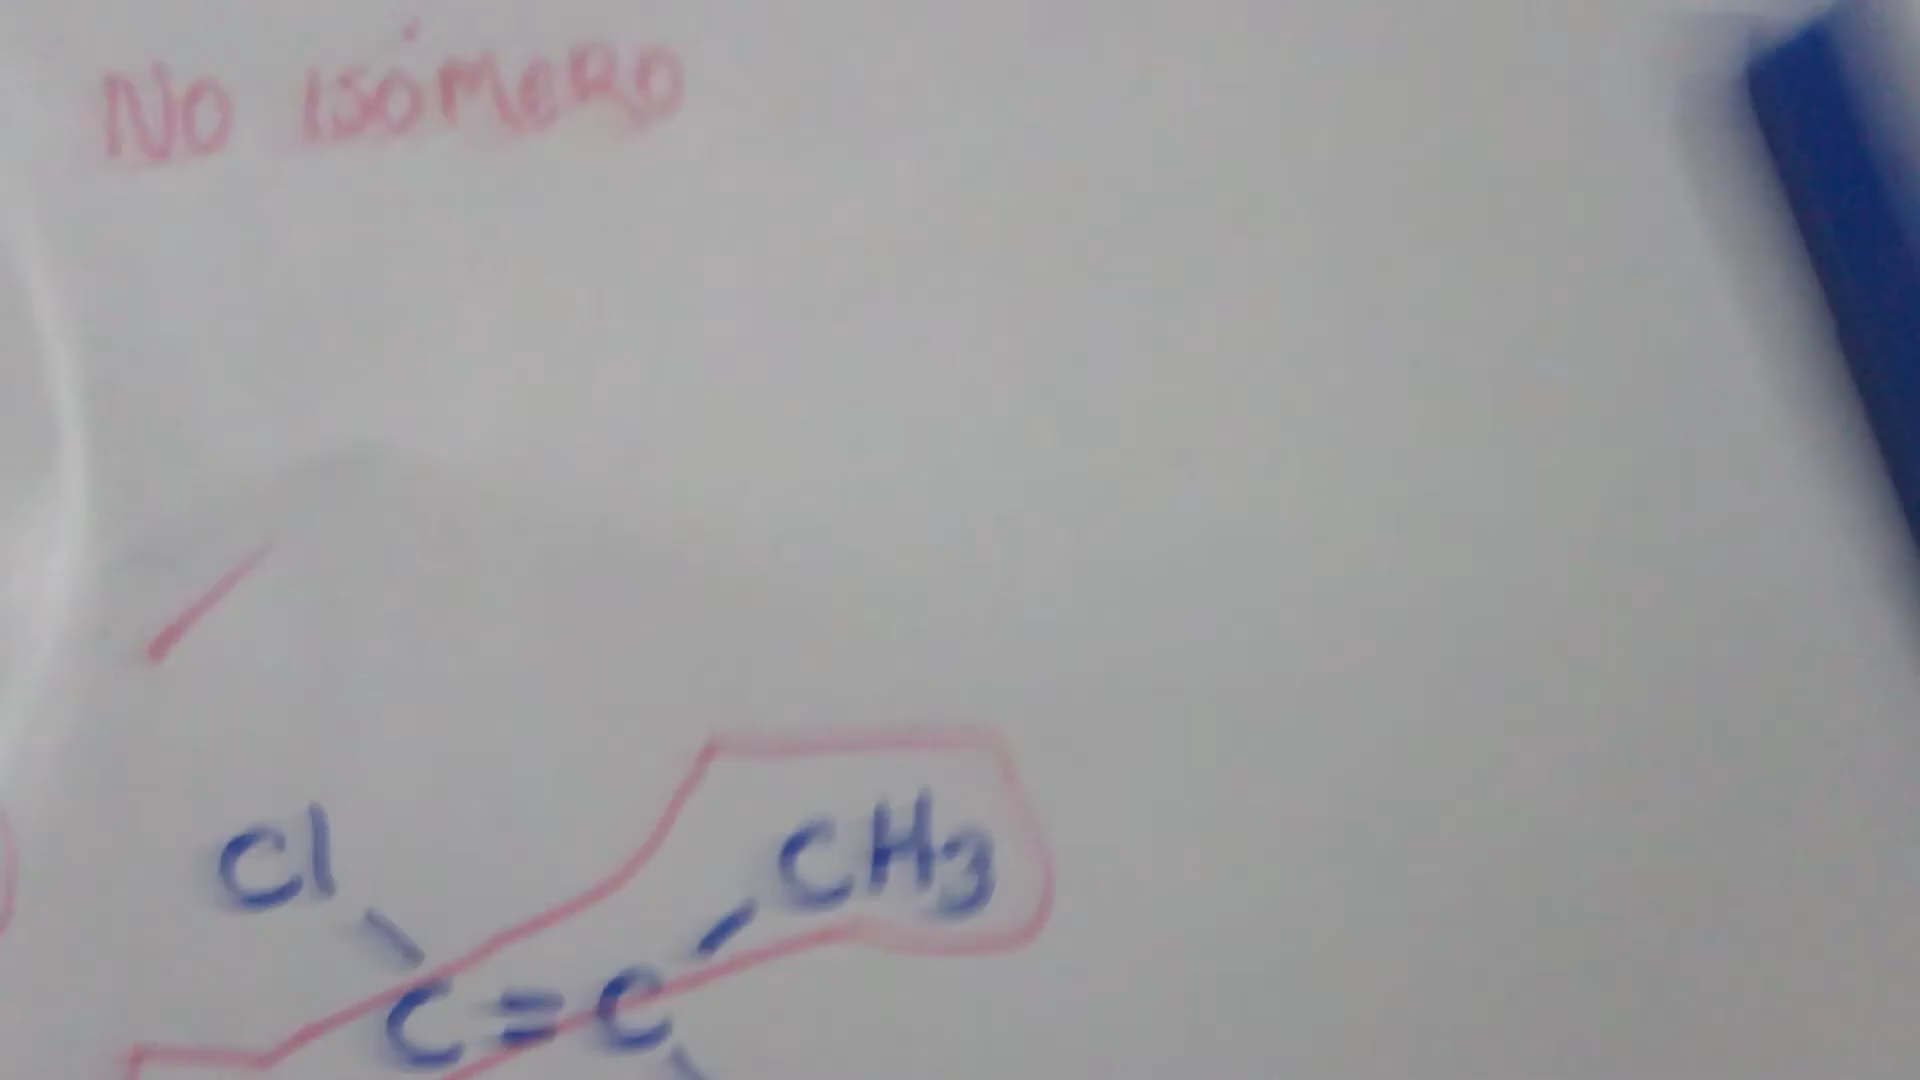 NO ISÓMERO
Cl CH3
C = C